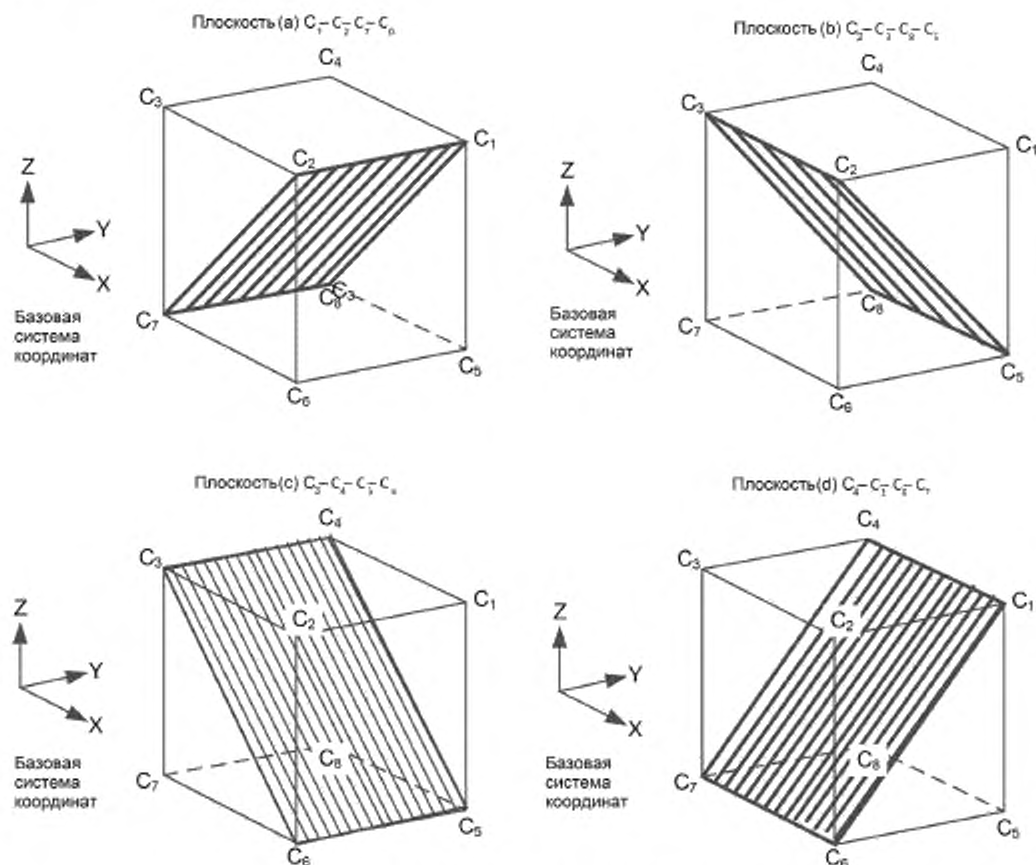 Плоскость (a) C₁–C₂–C₇–C₈
C₄
C₃
C₁
C₂
Z
Y
X
C₈
C₃
C₇
C₅
C₆
Базовая
система
координат
Плоскость (b) C₂–C₃–C₈–C₅
C₄
C₃
C₁
C₂
Z
Y
X
C₈
C₇
C₅
C₆
Базовая
система
координат
Плоскость (c) C₃–C₄–C₅–C₆
C₄
C₃
C₁
C₂
Z
Y
X
C₈
C₇
C₅
C₆
Базовая
система
координат
Плоскость (d) C₄–C₁–C₆–C₇
C₄
C₃
C₁
C₂
Z
Y
X
C₈
C₇
C₅
C₆
Базовая
система
координат